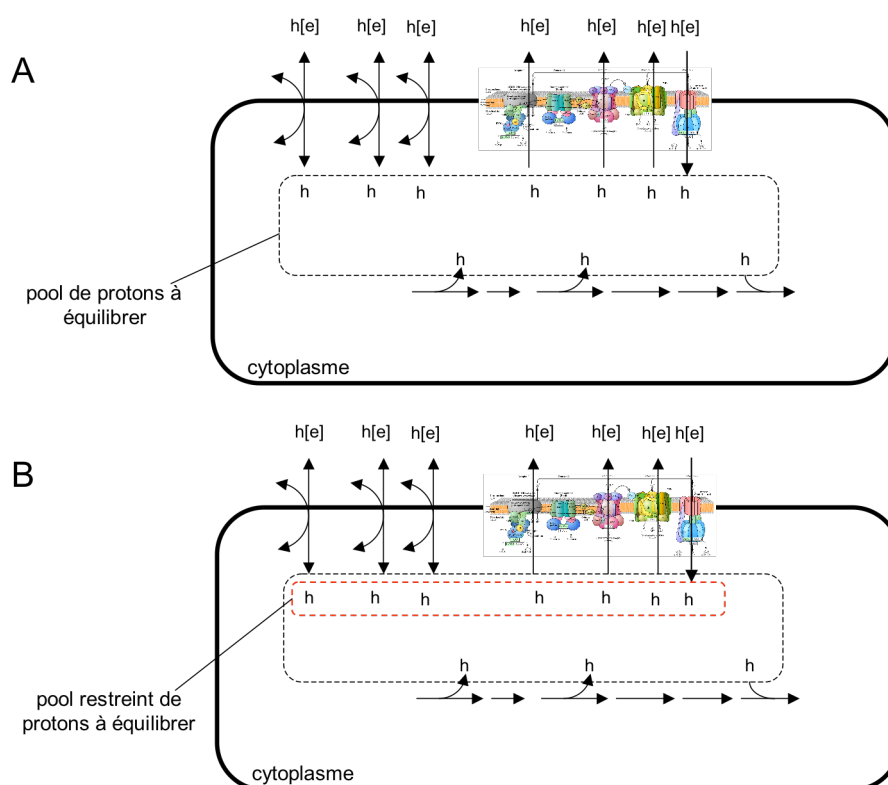 h[e] h[e] h[e] h[e] h[e] h[e] h[e]
A
h h h h h h h
h h
pool de protons à
équilibrer
cytoplasme
h[e] h[e] h[e] h[e] h[e] h[e] h[e]
B
h h h h h h h
h h
pool restreint de
protons à équilibrer
cytoplasme